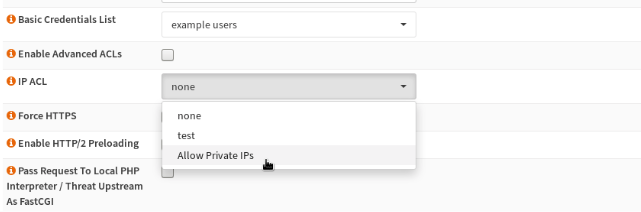 Basic Credentials List
example users
Enable Advanced ACLs
IP ACL
none
none
Force HTTPS
test
Enable HTTP/2 Preloading
Allow Private IPs
Pass Request To Local PHP
Interpreter / Threat Upstream
As FastCGI